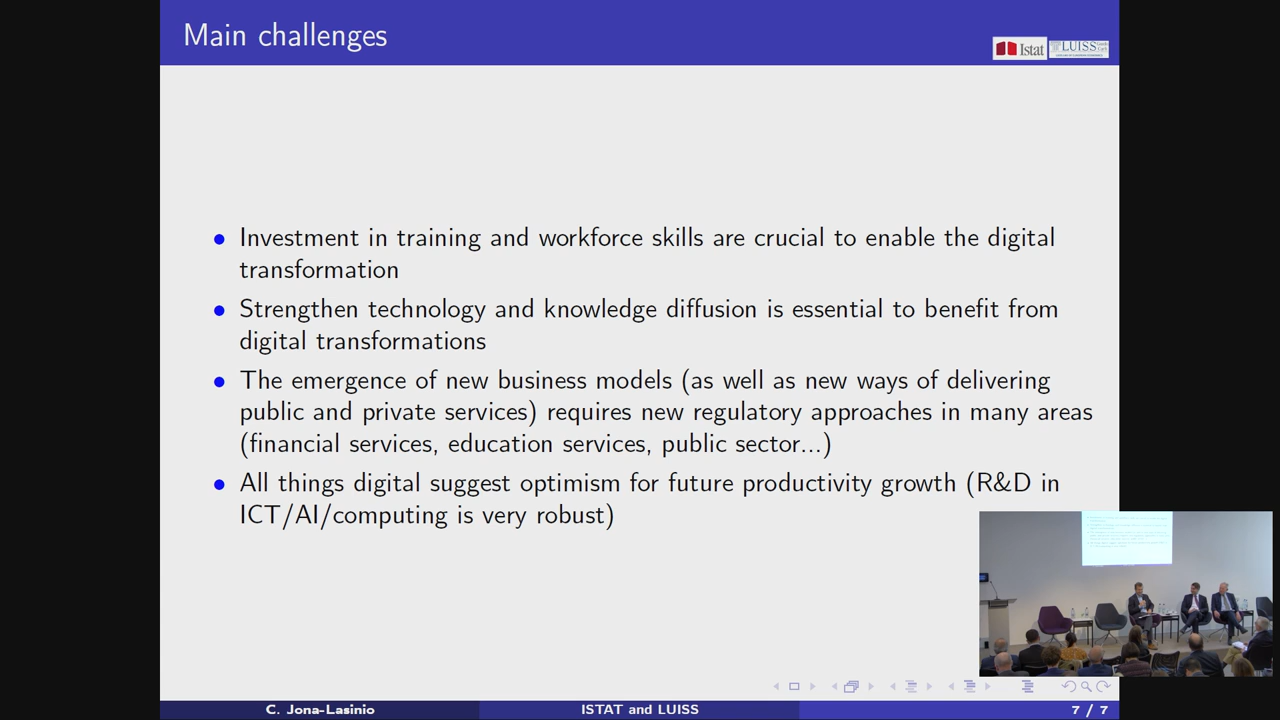 Main challenges
Istat
LUISS
Investment in training and workforce skills are crucial to enable the digital
transformation
Strengthen technology and knowledge diffusion is essential to benefit from
digital transformations
The emergence of new business models (as well as new ways of delivering
public and private services) requires new regulatory approaches in many areas
(financial services, education services, public sector...)
All things digital suggest optimism for future productivity growth (R&D in
ICT/AI/computing is very robust)
C. Jona-Lasinio
ISTAT and LUISS
7 / 7